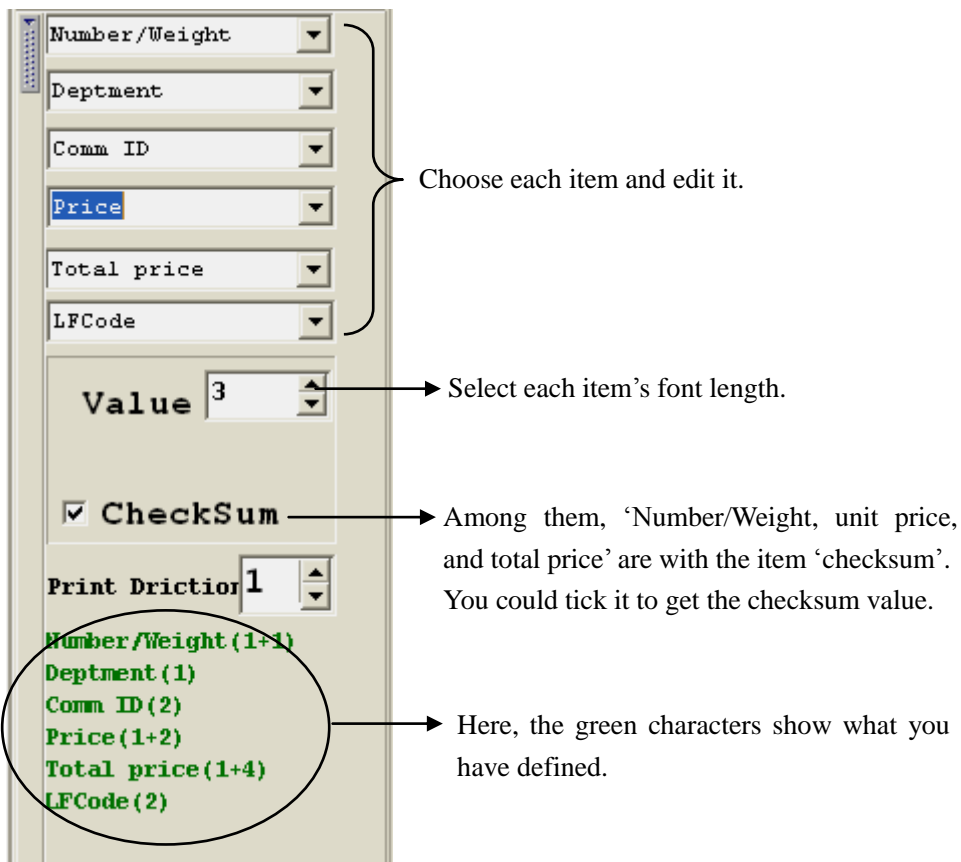 Number/Weight
Deptment
Comm ID
Choose each item and edit it.
Price
Total price
LFCode
Value 3
Select each item’s font length.
CheckSum
Among them, ‘Number/Weight, unit price,
and total price’ are with the item ‘checksum’.
You could tick it to get the checksum value.
Print Driction 1
Number/Weight(1+1)
Deptment(1)
Comm ID(2)
Price(1+2)
Total price(1+4)
LFCode(2)
Here, the green characters show what you
have defined.